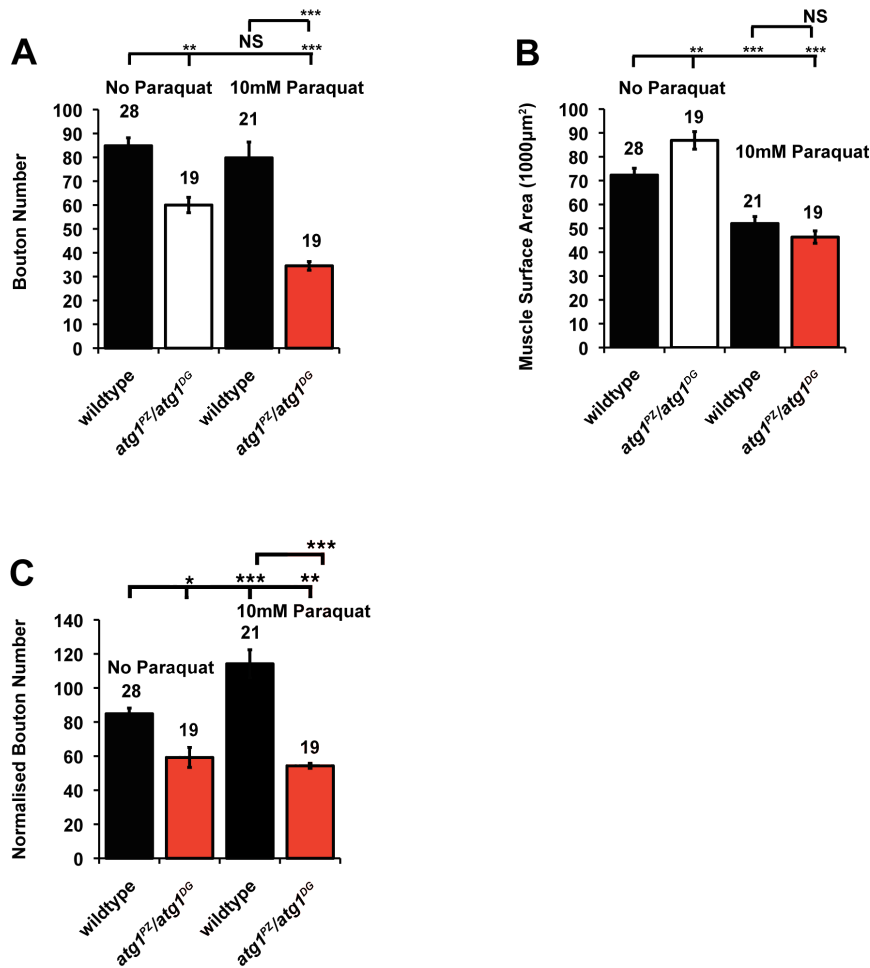 A
***
**
NS
***
No Paraquat
10mM Paraquat
28
19
21
19
Bouton Number
100
90
80
70
60
50
40
30
20
10
0
wildtype
atg1PZ/atg1DG
wildtype
atg1PZ/atg1DG
B
NS
**
***
***
No Paraquat
10mM Paraquat
28
19
21
19
Muscle Surface Area (1000µm²)
100
90
80
70
60
50
40
30
20
10
0
wildtype
atg1PZ/atg1DG
wildtype
atg1PZ/atg1DG
C
***
*
***
**
10mM Paraquat
No Paraquat
28
19
21
19
Normalised Bouton Number
140
120
100
80
60
40
20
0
wildtype
atg1PZ/atg1DG
wildtype
atg1PZ/atg1DG